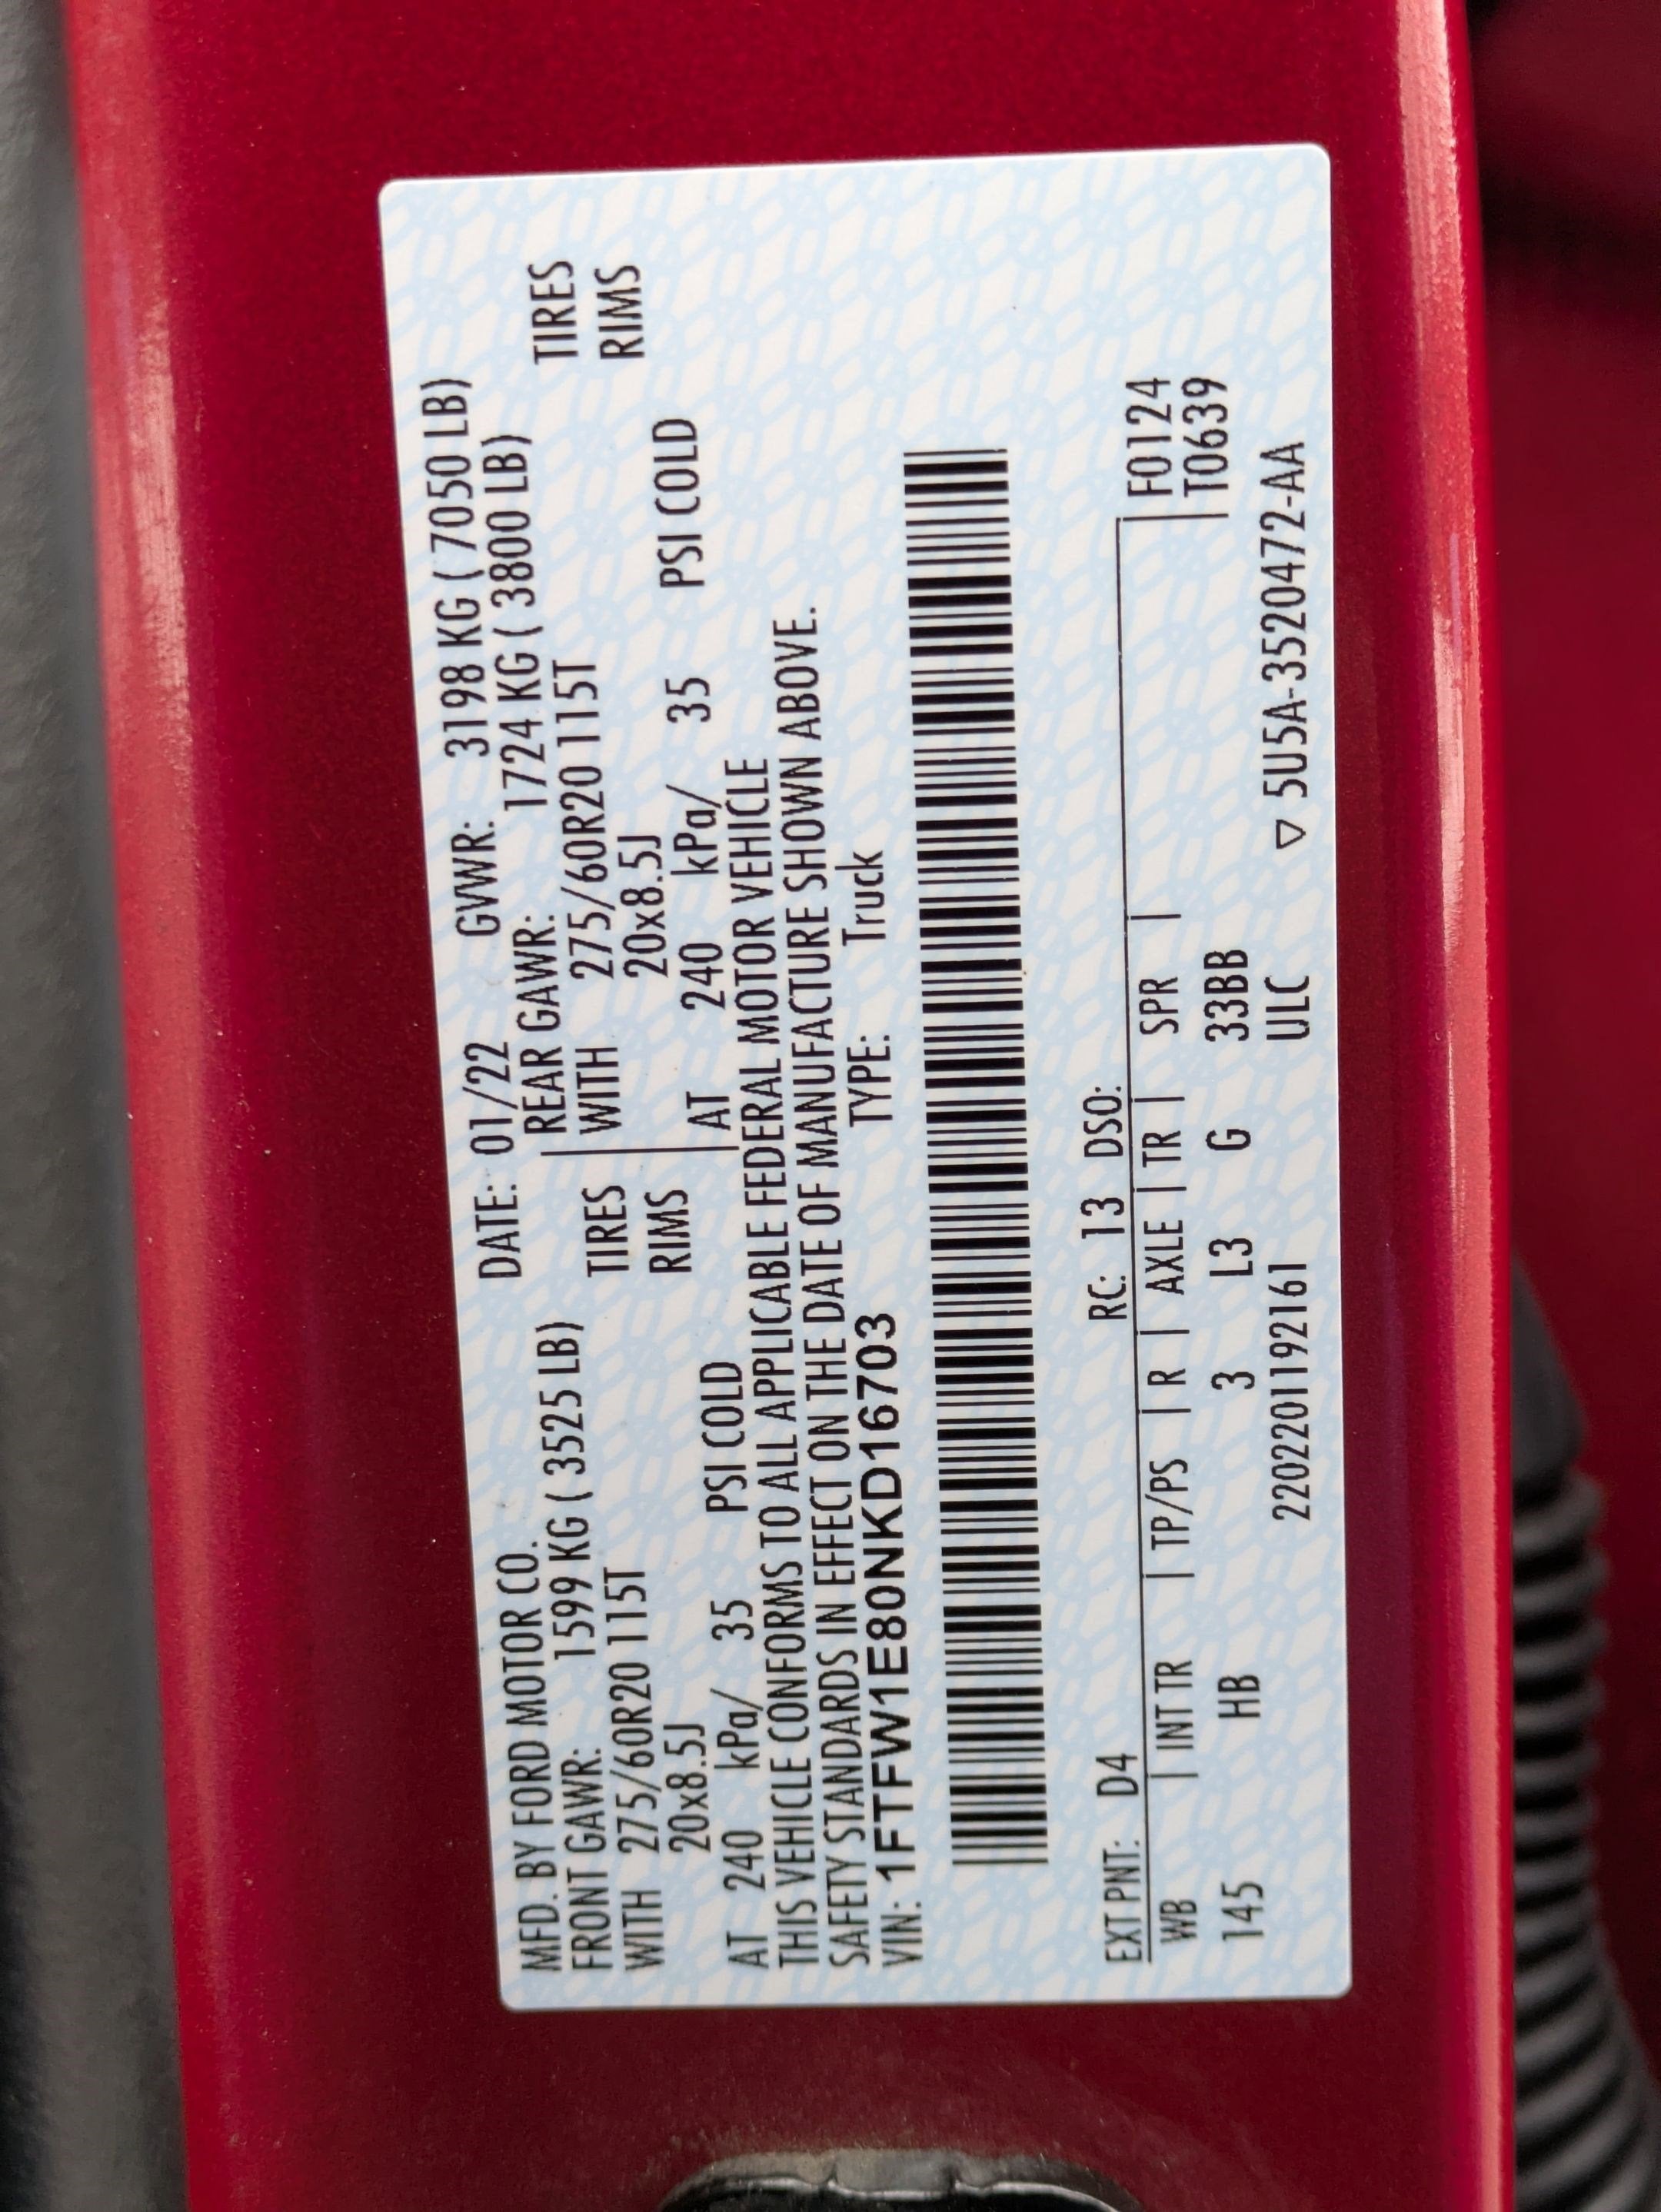 MFD. BY FORD MOTOR CO. DATE: 01/22 GVWR: 3198 KG ( 7050 LB)
FRONT GAWR: 1599 KG ( 3525 LB) REAR GAWR: 1724 KG ( 3800 LB)
WITH 275/60R20 115T TIRES WITH 275/60R20 115T TIRES
20x8.5J RIMS 20x8.5J RIMS
AT 240 kPa/ 35 PSI COLD AT 240 kPa/ 35 PSI COLD
THIS VEHICLE CONFORMS TO ALL APPLICABLE FEDERAL MOTOR VEHICLE
SAFETY STANDARDS IN EFFECT ON THE DATE OF MANUFACTURE SHOWN ABOVE.
VIN: 1FTFW1E80NKD16703 TYPE: Truck
EXT PNT: D4 RC: 13 DSO:
WB INT TR TP/PS R AXLE TR SPR F0124
145 HB 3 L3 G 33BB T0639
2202201192161 ULC ▽ 5U5A-3520472-AA